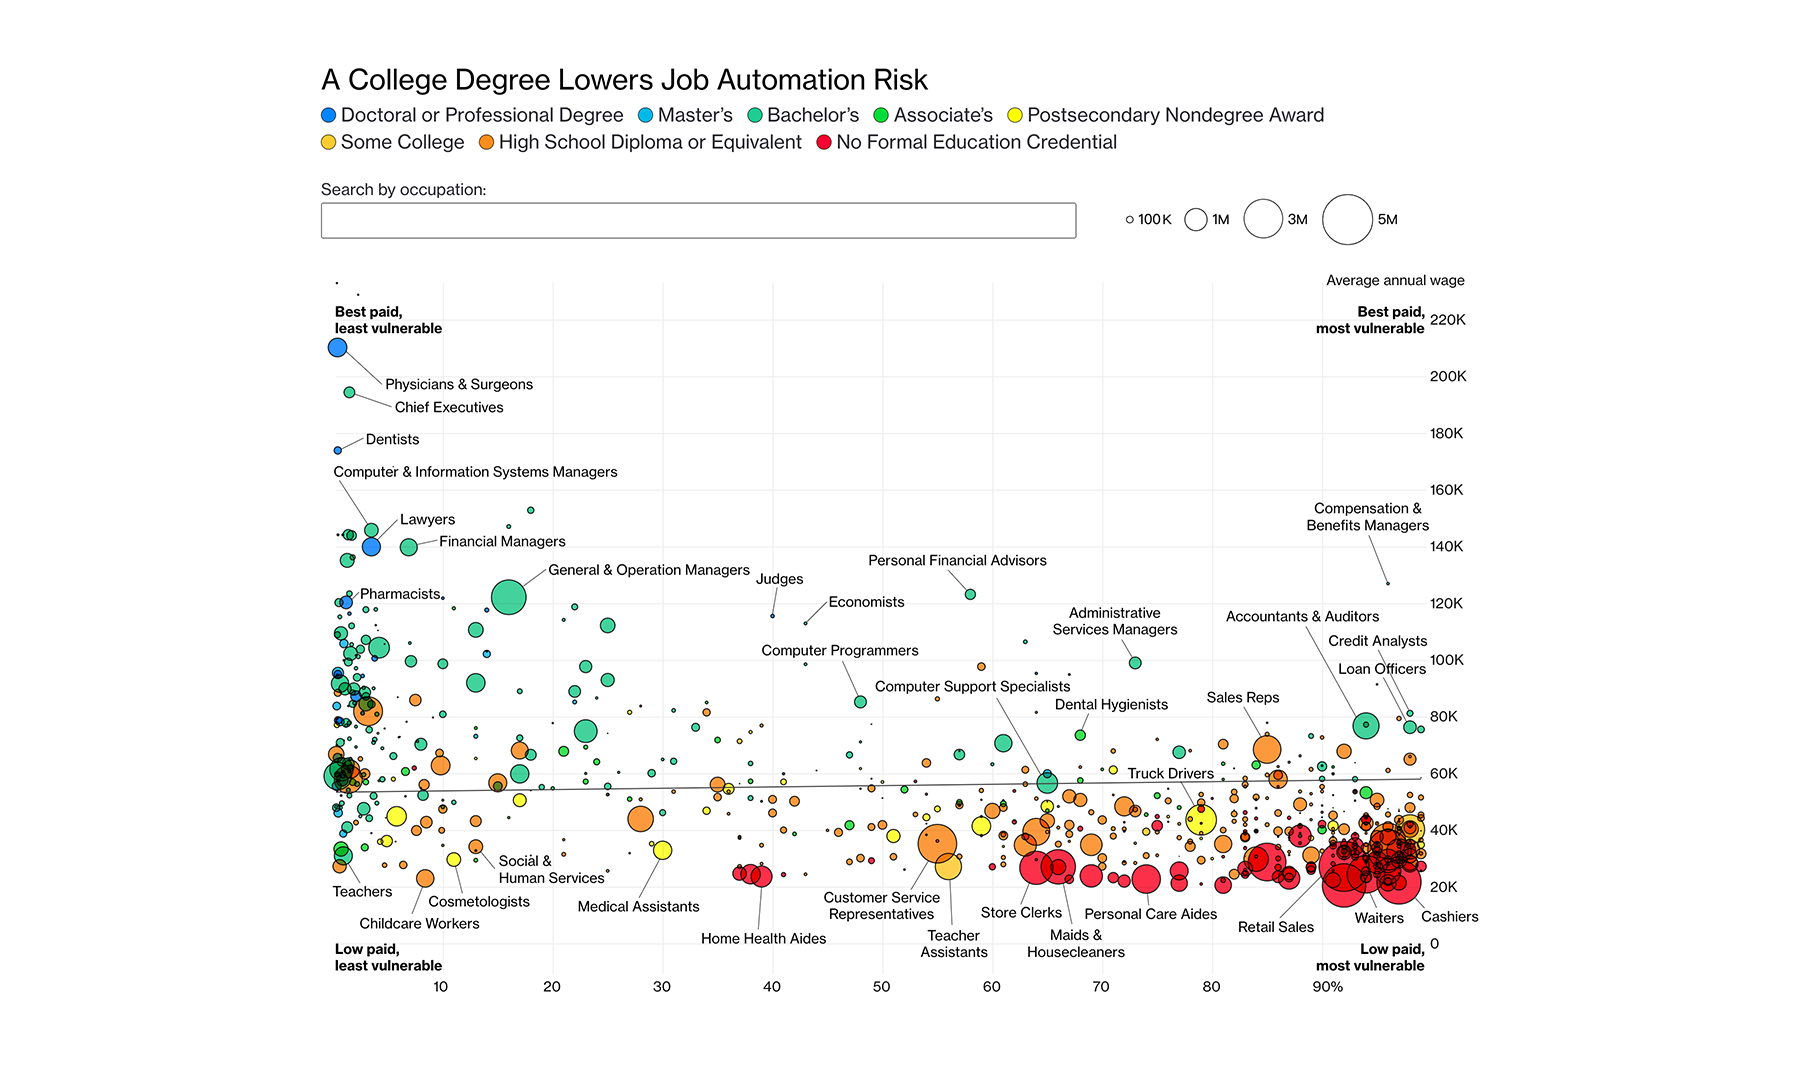 A College Degree Lowers Job Automation Risk
Doctoral or Professional Degree Master's Bachelor's Associate's Postsecondary Nondegree Award
Some College High School Diploma or Equivalent No Formal Education Credential
Search by occupation:
100K 1M 3M 5M
Average annual wage
Best paid,
least vulnerable
Best paid,
most vulnerable
220K
Physicians & Surgeons
200K
Chief Executives
Dentists
180K
Computer & Information Systems Managers
160K
Compensation &
Benefits Managers
Lawyers
Financial Managers
140K
Personal Financial Advisors
General & Operation Managers
Judges
Pharmacists
Economists
120K
Administrative
Services Managers
Accountants & Auditors
Credit Analysts
Computer Programmers
100K
Loan Officers
Computer Support Specialists
Sales Reps
Dental Hygienists
80K
Truck Drivers
60K
40K
Social &
Human Services
20K
Teachers
Cosmetologists
Medical Assistants
Customer Service
Representatives
Store Clerks
Personal Care Aides
Waiters
Cashiers
Childcare Workers
Retail Sales
Home Health Aides
Teacher
Assistants
Maids &
Housecleaners
0
Low paid,
least vulnerable
Low paid,
most vulnerable
10 20 30 40 50 60 70 80 90%